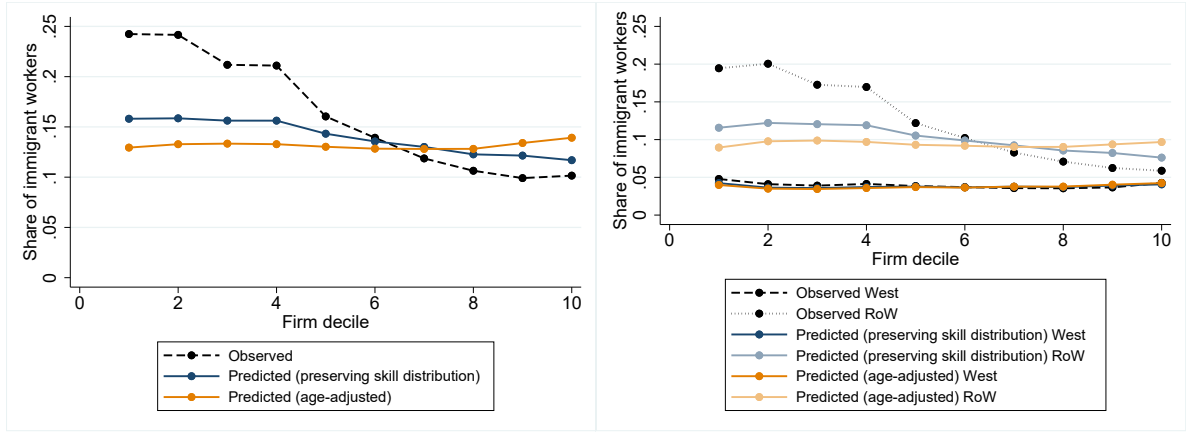 Share of immigrant workers
.25
.2
.15
.1
.05
0
0 2 4 6 8 10
Firm decile
Observed
Predicted (preserving skill distribution)
Predicted (age-adjusted)
Share of immigrant workers
.25
.2
.15
.1
.05
0
0 2 4 6 8 10
Firm decile
Observed West
Observed RoW
Predicted (preserving skill distribution) West
Predicted (preserving skill distribution) RoW
Predicted (age-adjusted) West
Predicted (age-adjusted) RoW